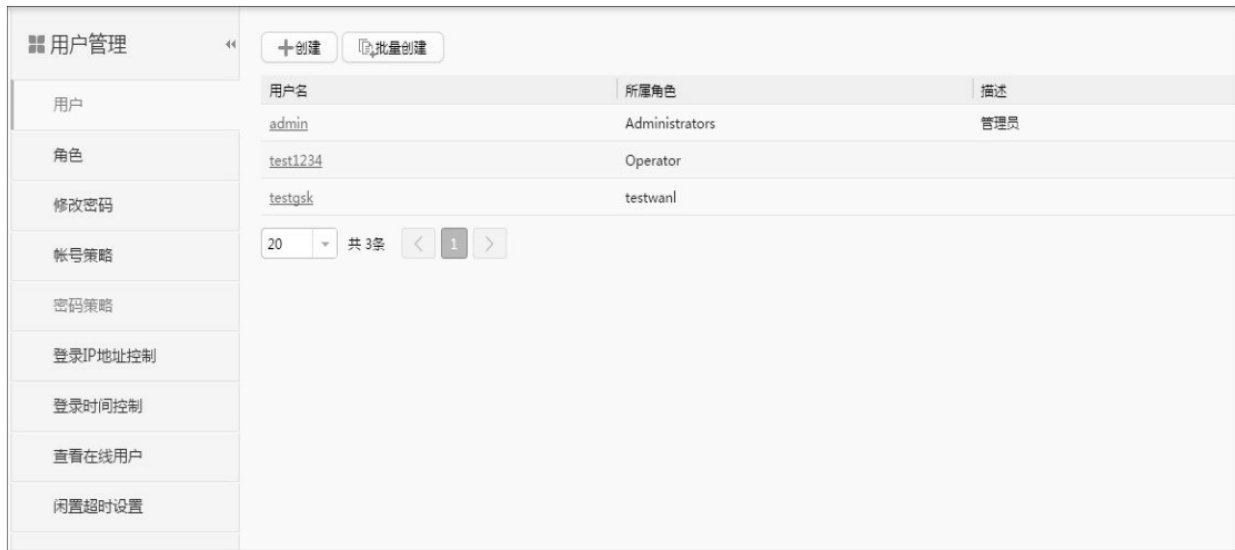 用户管理
创建 批量创建
用户名 所属角色 描述
admin Administrators 管理员
test1234 Operator
testgsk testwanl
20 共 3条 1
用户
角色
修改密码
帐号策略
密码策略
登录IP地址控制
登录时间控制
查看在线用户
闲置超时设置